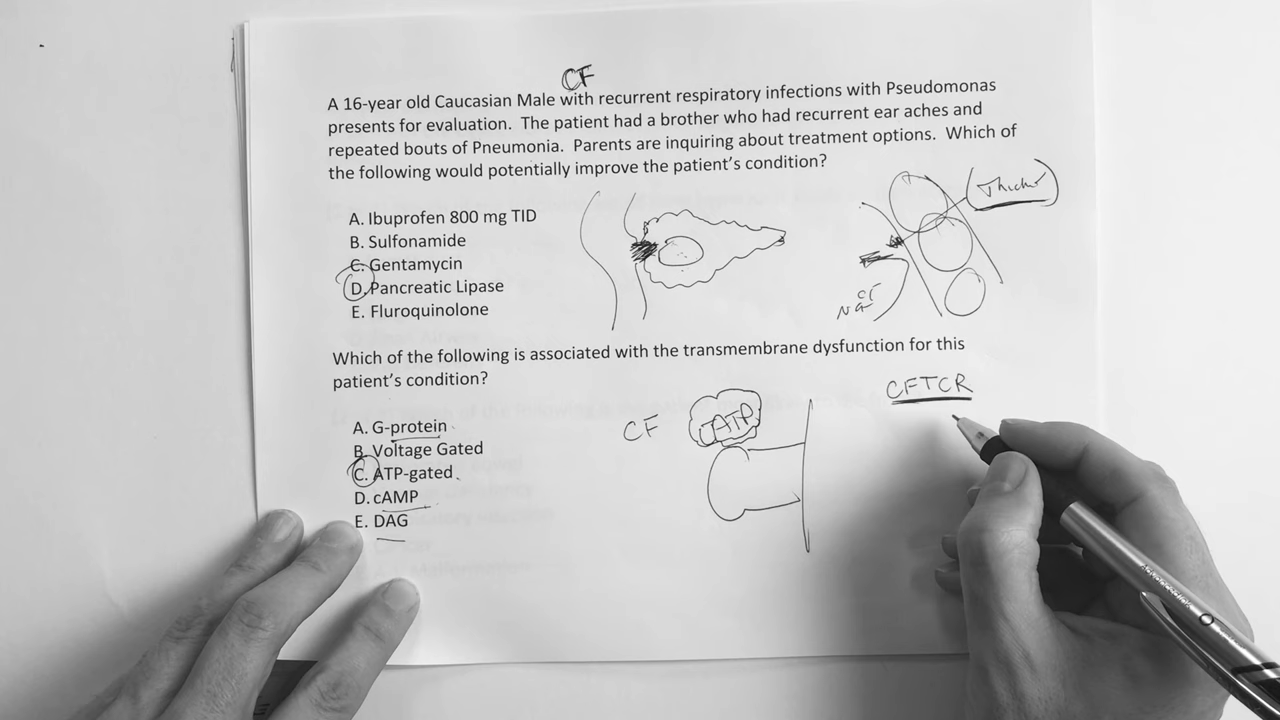 CF
A 16-year old Caucasian Male with recurrent respiratory infections with Pseudomonas
presents for evaluation. The patient had a brother who had recurrent ear aches and
repeated bouts of Pneumonia. Parents are inquiring about treatment options. Which of
the following would potentially improve the patient's condition?
Thicker
A. Ibuprofen 800 mg TID
B. Sulfonamide
C. Gentamycin
D. Pancreatic Lipase
E. Fluroquinolone
Cl-
Na
Which of the following is associated with the transmembrane dysfunction for this
patient's condition?
CFTCR
CF
ATP
A. G-protein
B. Voltage Gated
C. ATP-gated
D. cAMP
E. DAG